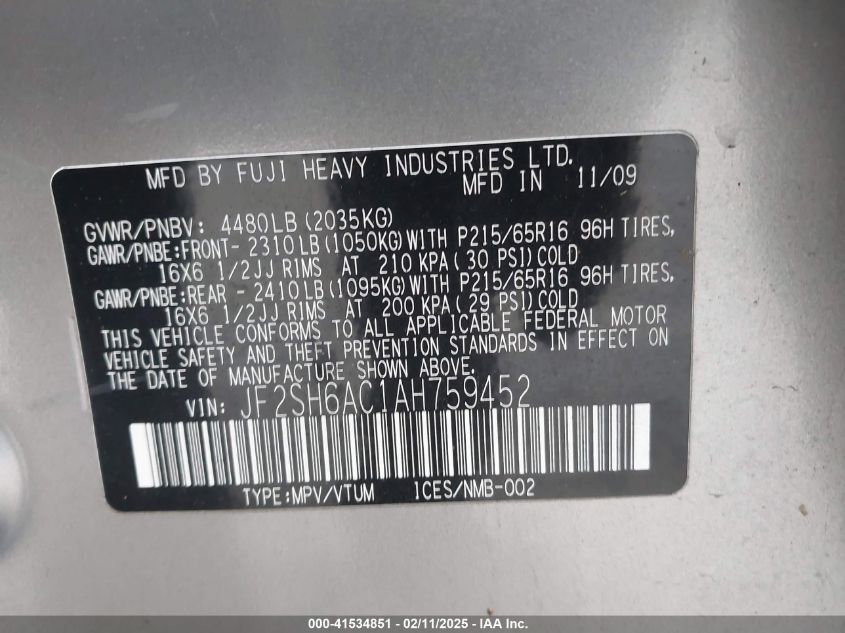 MFD BY FUJI HEAVY INDUSTRIES LTD.
MFD IN 11/09
GVWR/PNBV: 4480LB (2035KG)
GAWR/PNBE:FRONT- 2310LB(1050KG)WITH P215/65R16 96H TIRES,
16X6 1/2JJ RIMS AT 210 KPA( 30 PSI)COLD
GAWR/PNBE:REAR - 2410LB(1095KG)WITH P215/65R16 96H TIRES,
16X6 1/2JJ RIMS AT 200 KPA( 29 PSI)COLD
THIS VEHICLE CONFORMS TO ALL APPLICABLE FEDERAL MOTOR
VEHICLE SAFETY AND THEFT PREVENTION STANDARDS IN EFFECT ON
THE DATE OF MANUFACTURE SHOWN ABOVE.
VIN: JF2SH6AC1AH759452
TYPE:MPV/VTUM ICES/NMB-002
000-41534851 - 02/11/2025 - IAA Inc.